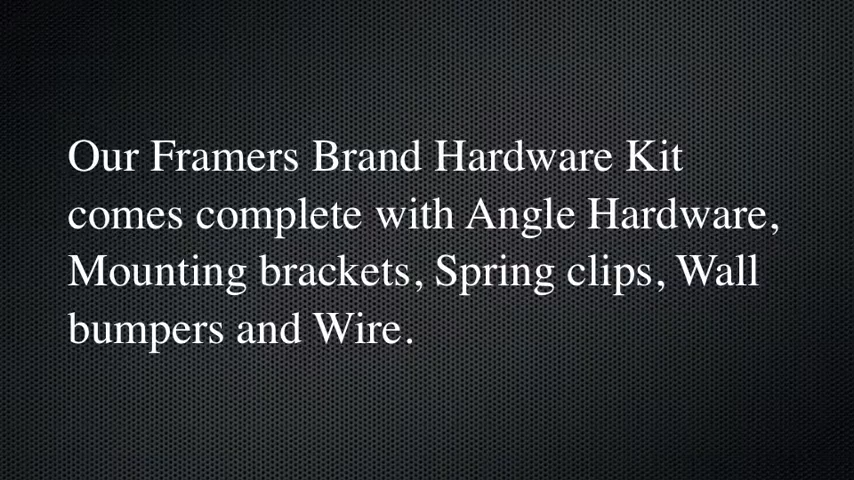 Our Framers Brand Hardware Kit
comes complete with Angle Hardware,
Mounting brackets, Spring clips, Wall
bumpers and Wire.